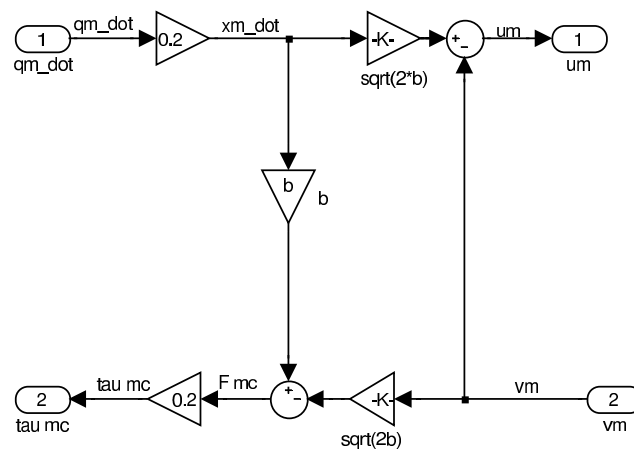 1
qm_dot
qm_dot
0.2
xm_dot
-K-
sqrt(2*b)
+
-
um
1
um
b
b
2
tau mc
tau mc
0.2
F mc
+
-
-K-
sqrt(2b)
vm
2
vm